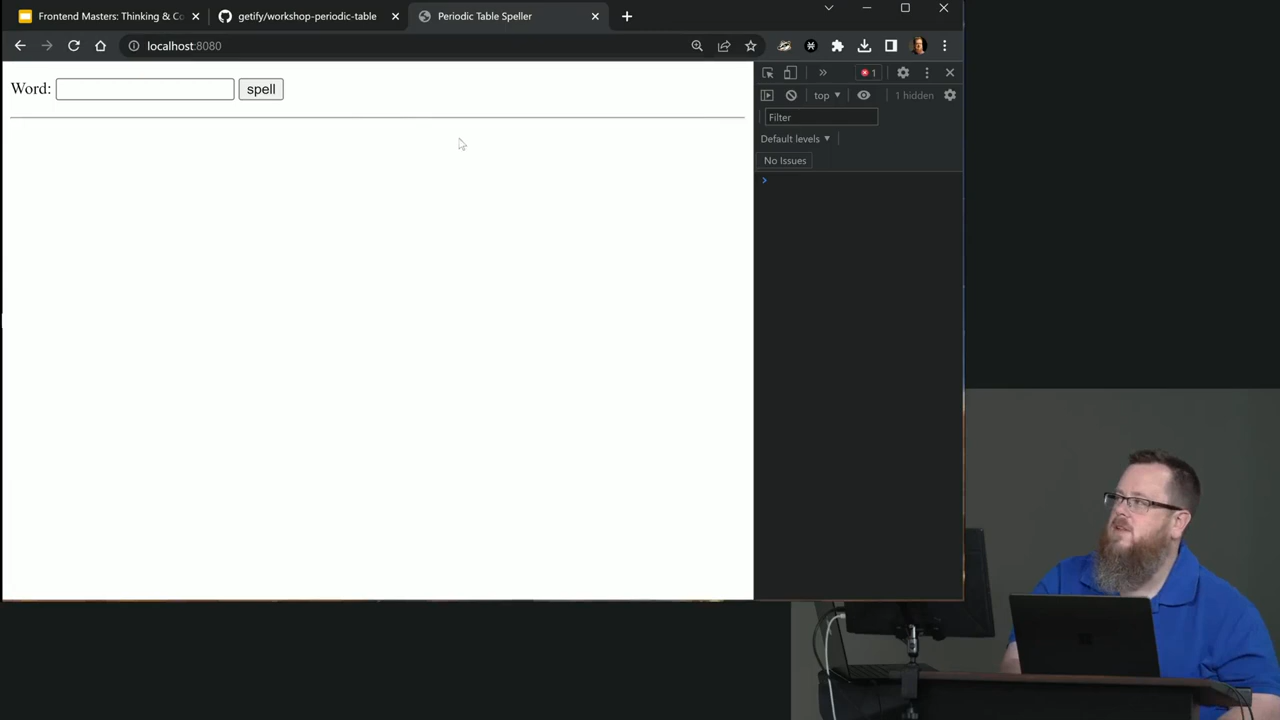 Frontend Masters: Thinking & Co
getify/workshop-periodic-table
Periodic Table Speller
localhost:8080
Word:
spell
1
top
1 hidden
Filter
Default levels
No Issues